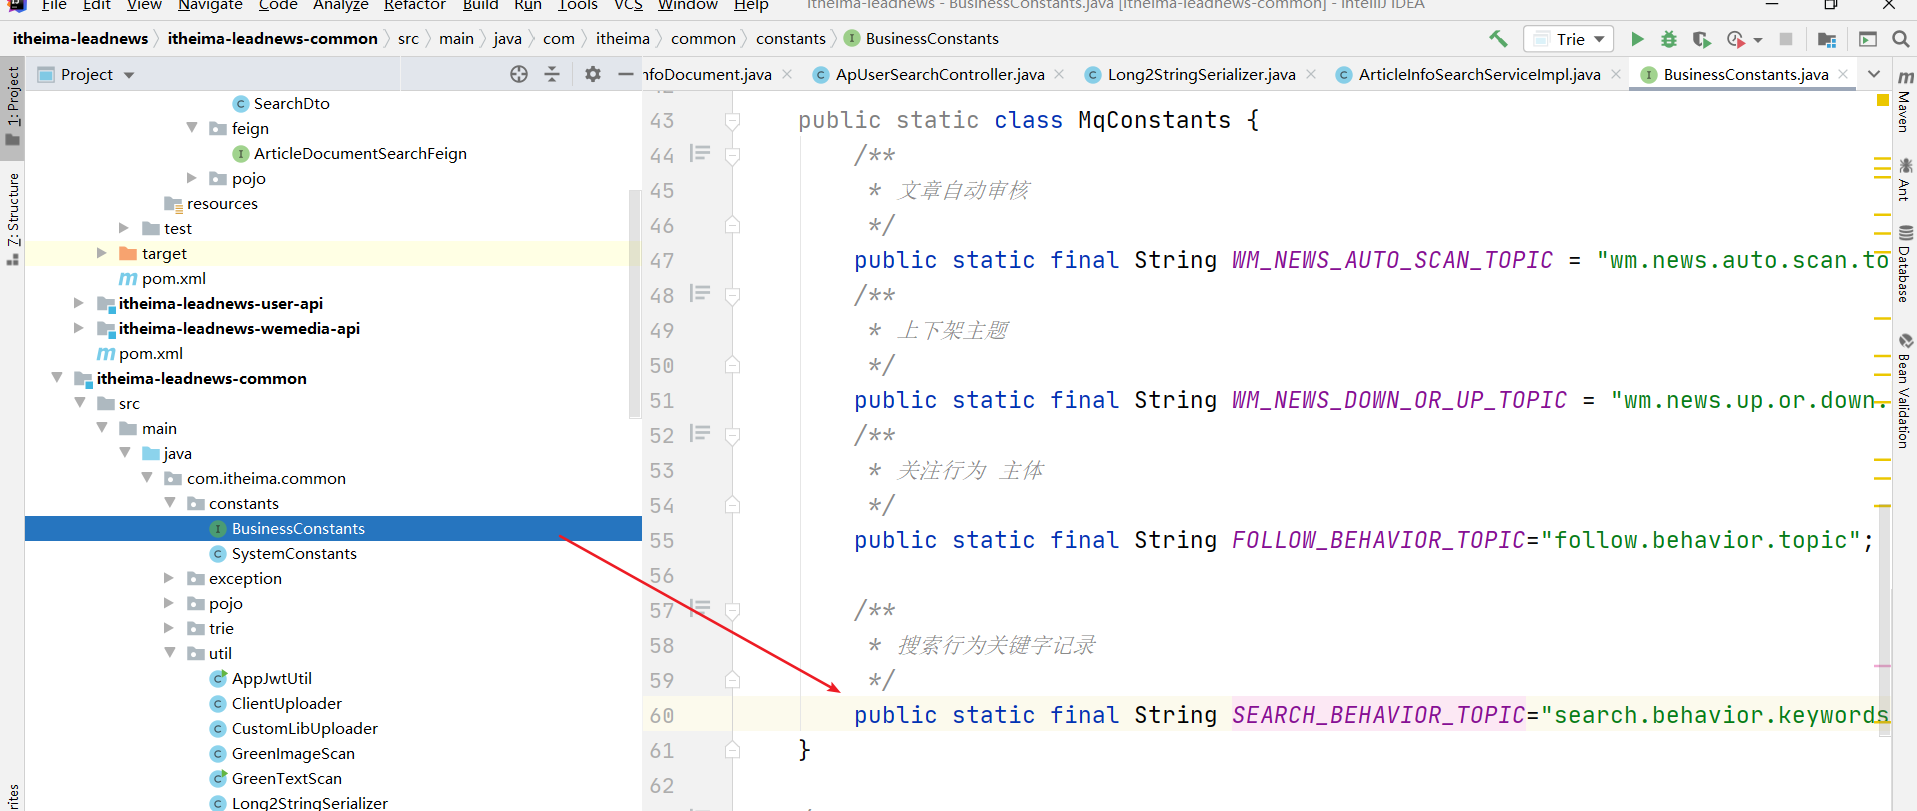 File Edit View Navigate Code Analyze Refactor Build Run Tools VCS Window Help itheima-leadnews - BusinessConstants.java [itheima-leadnews-common] - IntelliJ IDEA
itheima-leadnews itheima-leadnews-common src main java com itheima common constants BusinessConstants Trie
Project nfoDocument.java ApUserSearchController.java Long2StringSerializer.java ArticleInfoSearchServiceImpl.java BusinessConstants.java
1: Project
7: Structure
rites
SearchDto
feign
ArticleDocumentSearchFeign
pojo
resources
test
target
pom.xml
itheima-leadnews-user-api
itheima-leadnews-wemedia-api
pom.xml
itheima-leadnews-common
src
main
java
com.itheima.common
constants
BusinessConstants
SystemConstants
exception
pojo
trie
util
AppJwtUtil
ClientUploader
CustomLibUploader
GreenImageScan
GreenTextScan
Long2StringSerializer
43 public static class MqConstants {
44 /**
45 * 文章自动审核
46 */
47 public static final String WM_NEWS_AUTO_SCAN_TOPIC = "wm.news.auto.scan.to
48 /**
49 * 上下架主题
50 */
51 public static final String WM_NEWS_DOWN_OR_UP_TOPIC = "wm.news.up.or.down.
52 /**
53 * 关注行为 主体
54 */
55 public static final String FOLLOW_BEHAVIOR_TOPIC="follow.behavior.topic";
56
57 /**
58 * 搜索行为关键字记录
59 */
60 public static final String SEARCH_BEHAVIOR_TOPIC="search.behavior.keywords
61 }
62
Maven
Ant
Database
Bean Validation